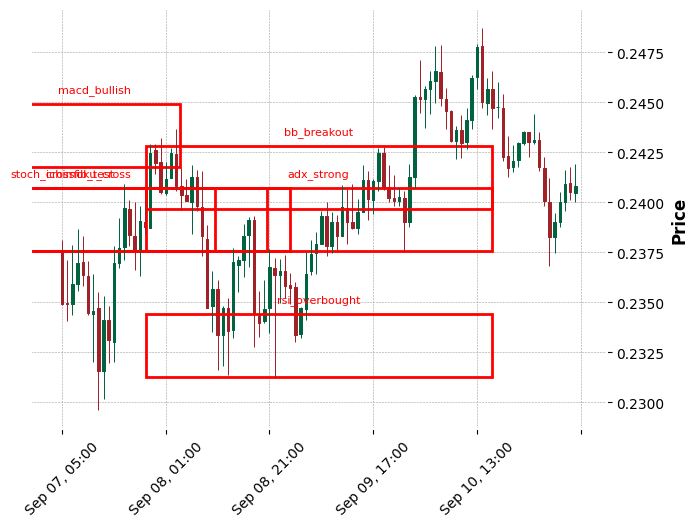 macd_bullish
bb_breakout
adx_strong
rsi_overbought
0.2475
0.2450
0.2425
0.2400
0.2375
0.2350
0.2325
0.2300
Price
Sep 07, 05:00
Sep 08, 01:00
Sep 08, 21:00
Sep 09, 17:00
Sep 10, 13:00